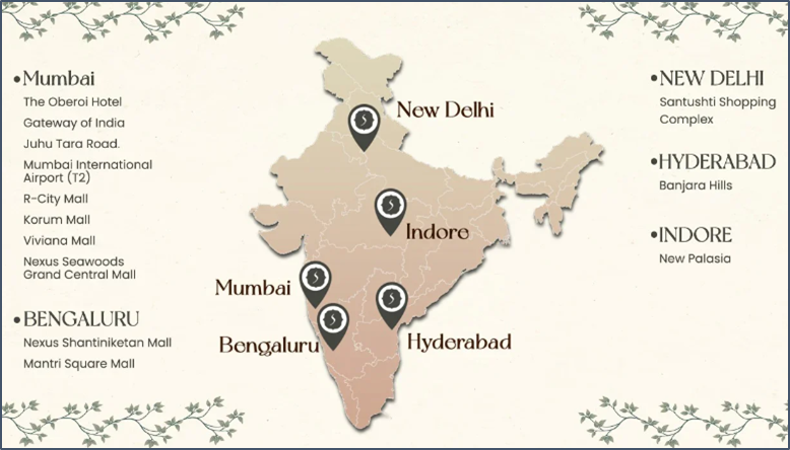 Mumbai
The Oberoi Hotel
Gateway of India
Juhu Tara Road.
Mumbai International
Airport (T2)
R-City Mall
Korum Mall
Viviana Mall
Nexus Seawoods
Grand Central Mall
BENGALURU
Nexus Shantiniketan Mall
Mantri Square Mall
New Delhi
Indore
Mumbai
Bengaluru
Hyderabad
NEW DELHI
Santushti Shopping
Complex
HYDERABAD
Banjara Hills
INDORE
New Palasia